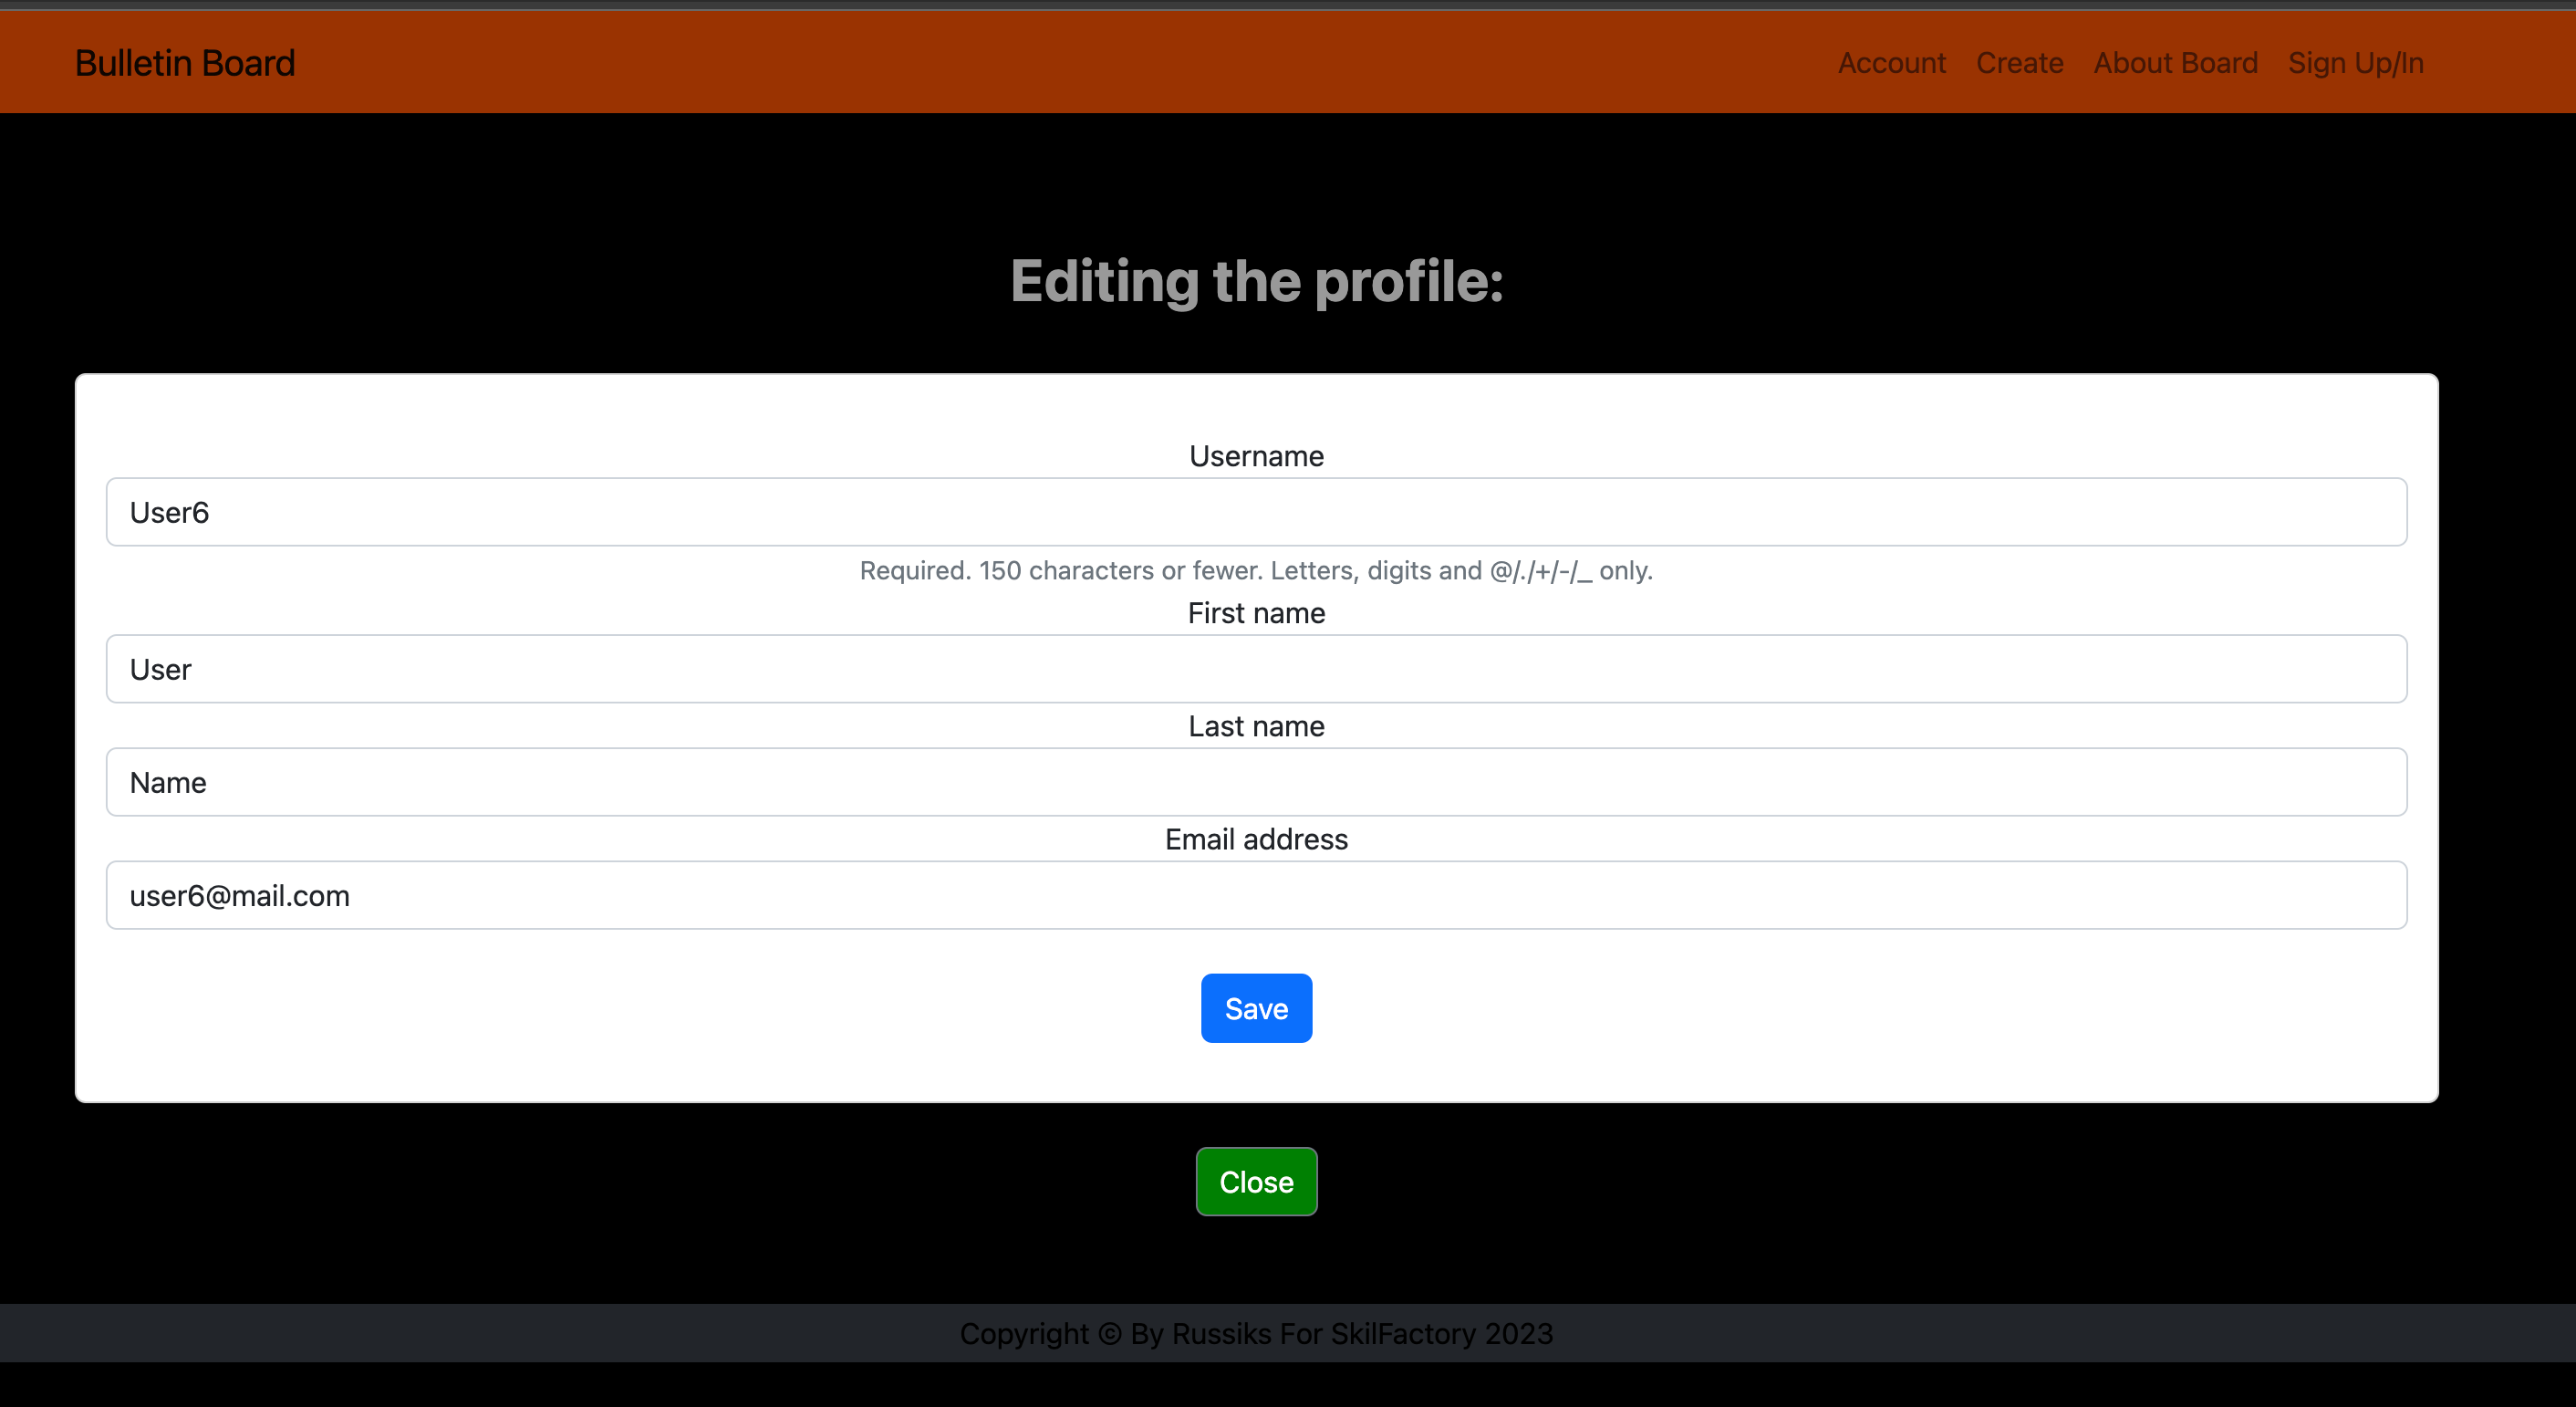 Bulletin Board
Account Create About Board Sign Up/In
Editing the profile:
Username
User6
Required. 150 characters or fewer. Letters, digits and @/./+/-/_ only.
First name
User
Last name
Name
Email address
user6@mail.com
Save
Close
Copyright © By Russiks For SkilFactory 2023